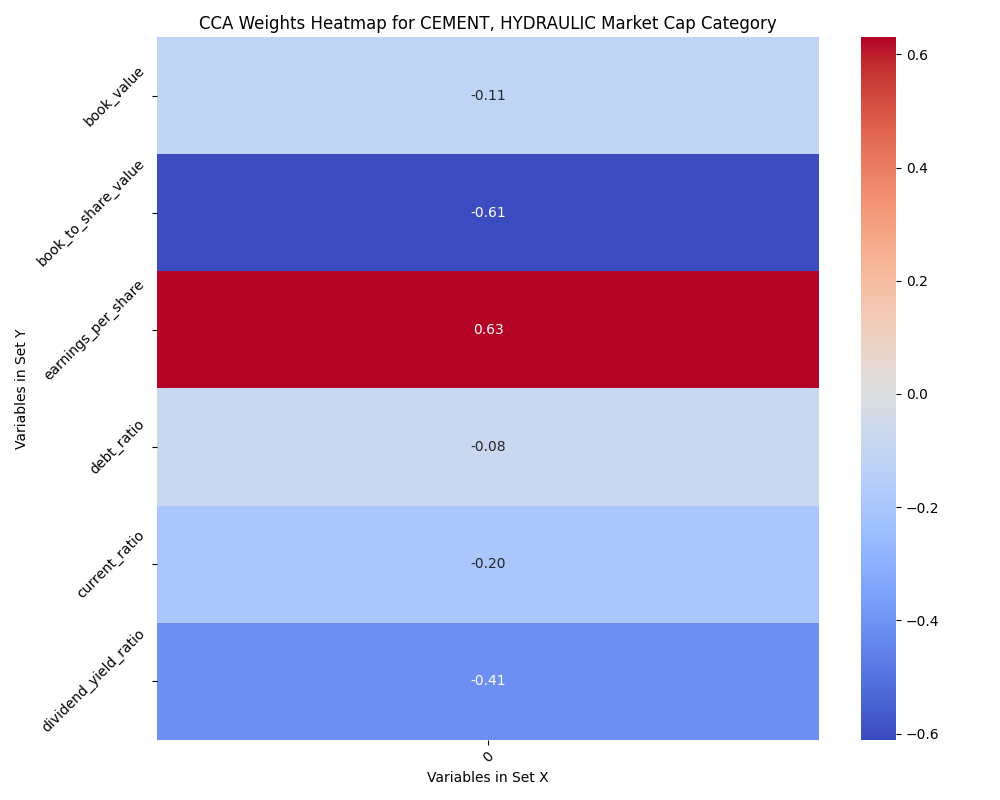 CCA Weights Heatmap for CEMENT, HYDRAULIC Market Cap Category
Variables in Set Y
book_value
-0.11
book_to_share_value
-0.61
earnings_per_share
0.63
debt_ratio
-0.08
current_ratio
-0.20
dividend_yield_ratio
-0.41
0
Variables in Set X
0.6
0.4
0.2
0.0
−0.2
−0.4
−0.6